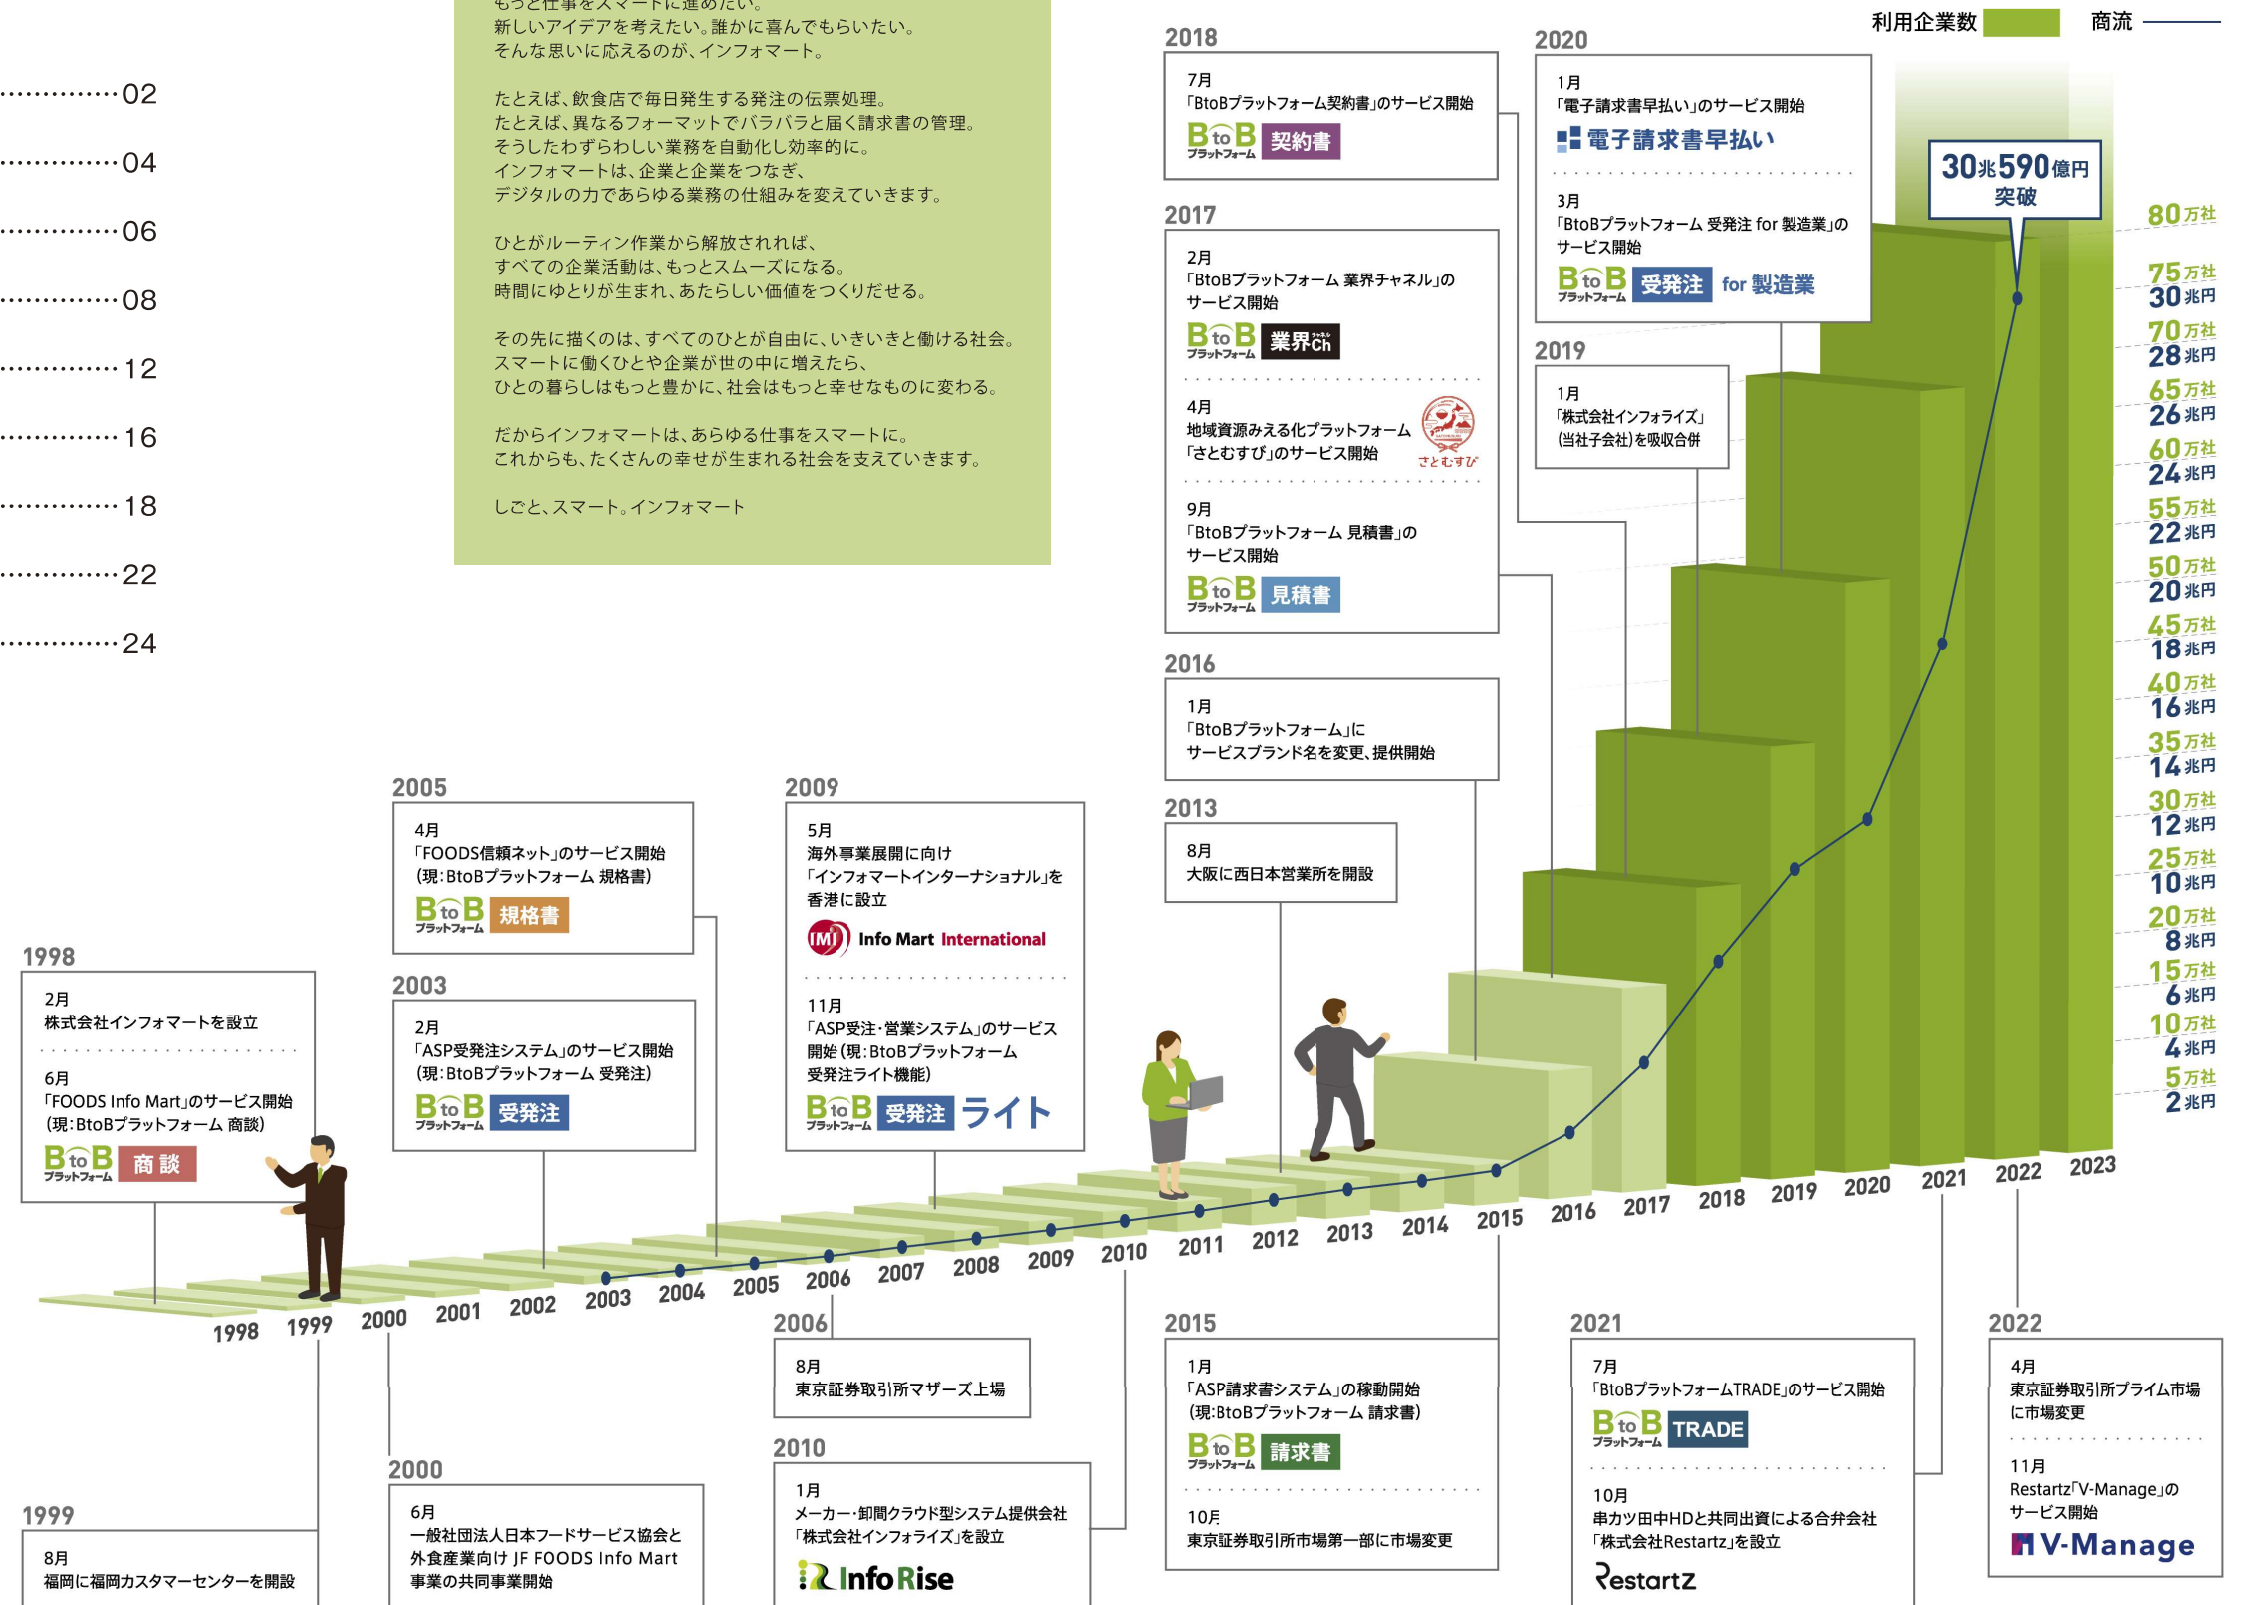 02
04
06
08
12
16
18
22
24
もっと仕事をスマートに進めたい。
新しいアイデアを考えたい。誰かに喜んでもらいたい。
そんな思いに応えるのが、インフォマート。
たとえば、飲食店で毎日発生する発注の伝票処理。
たとえば、異なるフォーマットでバラバラと届く請求書の管理。
そうしたわずらわしい業務を自動化し効率的に。
インフォマートは、企業と企業をつなぎ、
デジタルの力であらゆる業務の仕組みを変えていきます。
ひとがルーティン作業から解放されれば、
すべての企業活動は、もっとスムーズになる。
時間にゆとりが生まれ、あたらしい価値をつくりだせる。
その先に描くのは、すべてのひとが自由に、いきいきと働ける社会。
スマートに働くひとや企業が世の中に増えたら、
ひとの暮らしはもっと豊かに、社会はもっと幸せなものに変わる。
だからインフォマートは、あらゆる仕事をスマートに。
これからも、たくさんの幸せが生まれる社会を支えていきます。
しごと、スマート。インフォマート
利用企業数
商流
1998
2月
株式会社インフォマートを設立
6月
「FOODS Info Mart」のサービス開始
(現：BtoBプラットフォーム 商談)
BtoB
プラットフォーム
商談
1999
8月
福岡に福岡カスタマーセンターを開設
2000
6月
一般社団法人日本フードサービス協会と
外食産業向け JF FOODS Info Mart
事業の共同事業開始
2005
4月
「FOODS信頼ネット」のサービス開始
(現：BtoBプラットフォーム 規格書)
BtoB
プラットフォーム
規格書
2003
2月
「ASP受発注システム」のサービス開始
(現：BtoBプラットフォーム 受発注)
BtoB
プラットフォーム
受発注
2009
5月
海外事業展開に向け
「インフォマートインターナショナル」を
香港に設立
IMI Info Mart International
11月
「ASP受注・営業システム」のサービス
開始(現：BtoBプラットフォーム
受発注ライト機能)
BtoB
プラットフォーム
受発注 ライト
2006
8月
東京証券取引所マザーズ上場
2010
1月
メーカー・卸間クラウド型システム提供会社
「株式会社インフォライズ」を設立
Info Rise
2018
7月
「BtoBプラットフォーム契約書」のサービス開始
BtoB
プラットフォーム
契約書
2017
2月
「BtoBプラットフォーム 業界チャネル」の
サービス開始
BtoB
プラットフォーム
業界チャネルCh
4月
地域資源みえる化プラットフォーム
「さとむすび」のサービス開始
さとむすび
9月
「BtoBプラットフォーム 見積書」の
サービス開始
BtoB
プラットフォーム
見積書
2016
1月
「BtoBプラットフォーム」に
サービスブランド名を変更、提供開始
2013
8月
大阪に西日本営業所を開設
2015
1月
「ASP請求書システム」の稼動開始
(現:BtoBプラットフォーム 請求書)
BtoB
プラットフォーム
請求書
10月
東京証券取引所市場第一部に市場変更
2020
1月
「電子請求書早払い」のサービス開始
電子請求書早払い
3月
「BtoBプラットフォーム 受発注 for 製造業」の
サービス開始
BtoB
プラットフォーム
受発注 for 製造業
2019
1月
「株式会社インフォライズ」
(当社子会社)を吸収合併
2021
7月
「BtoBプラットフォームTRADE」のサービス開始
BtoB
プラットフォーム
TRADE
10月
串カツ田中HDと共同出資による合弁会社
「株式会社Restartz」を設立
Restartz
2022
4月
東京証券取引所プライム市場
に市場変更
11月
Restartz「V-Manage」の
サービス開始
V-Manage
30兆590億円
突破
80万社
75万社
30兆円
70万社
28兆円
65万社
26兆円
60万社
24兆円
55万社
22兆円
50万社
20兆円
45万社
18兆円
40万社
16兆円
35万社
14兆円
30万社
12兆円
25万社
10兆円
20万社
8兆円
15万社
6兆円
10万社
4兆円
5万社
2兆円
1998
1999
2000
2001
2002
2003
2004
2005
2006
2007
2008
2009
2010
2011
2012
2013
2014
2015
2016
2017
2018
2019
2020
2021
2022
2023